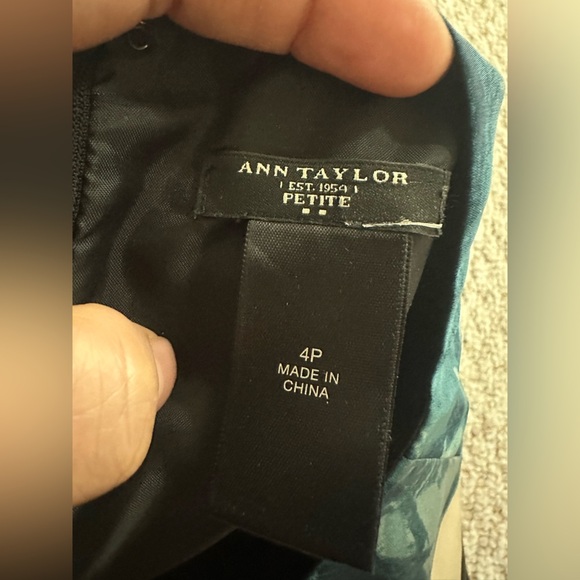 ANN TAYLOR
EST. 1954
PETITE
4P
MADE IN
CHINA